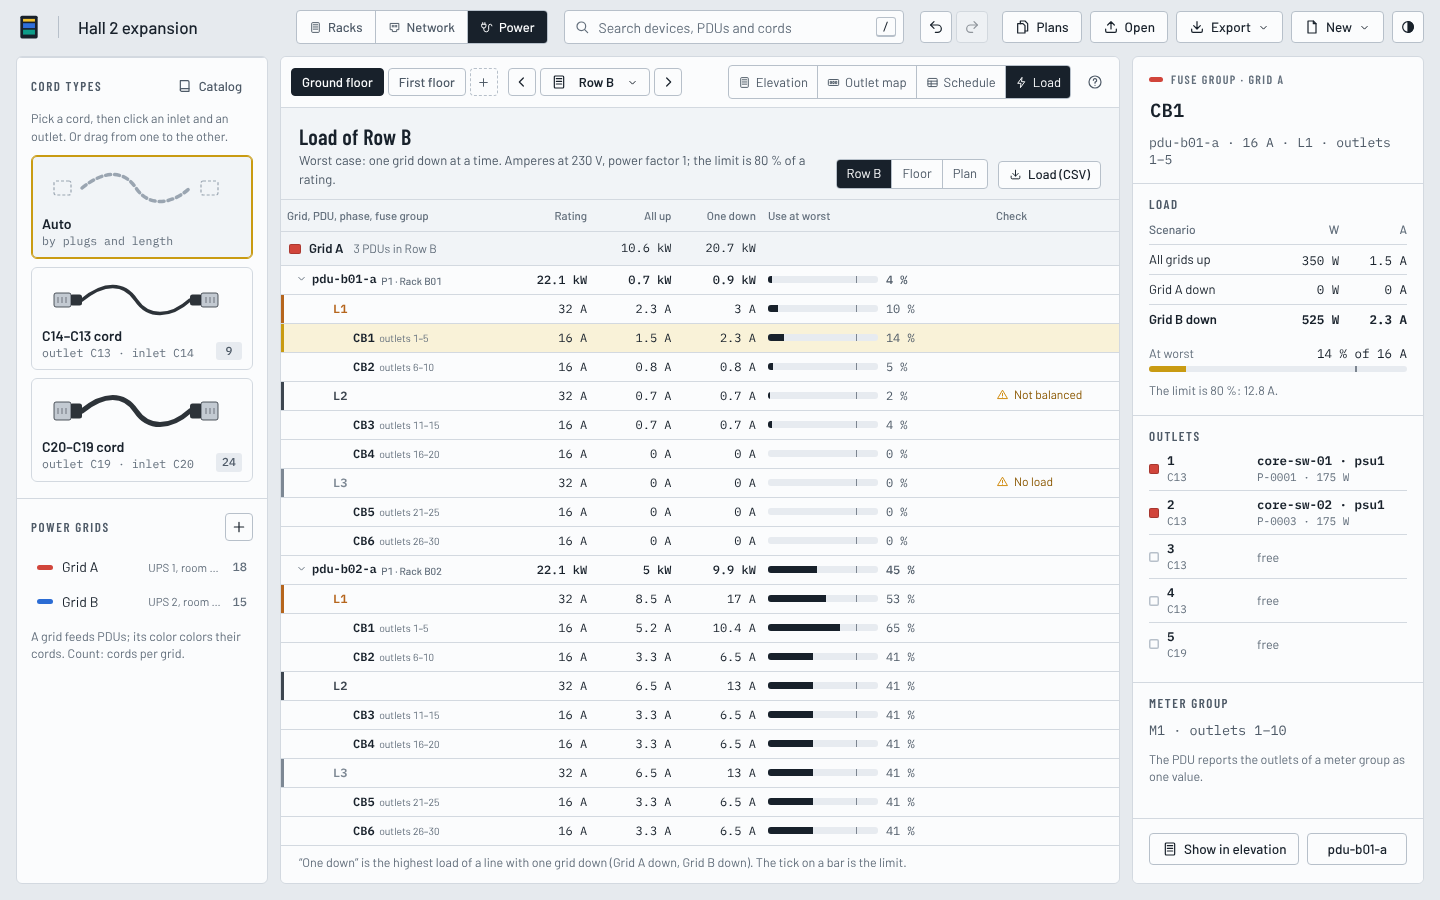 Hall 2 expansion
Racks
Network
Power
Search devices, PDUs and cords
/
Plans
Open
Export
New
CORD TYPES
Catalog
Pick a cord, then click an inlet and an
outlet. Or drag from one to the other.
Auto
by plugs and length
C14–C13 cord
outlet C13 · inlet C14
9
C20–C19 cord
outlet C19 · inlet C20
24
POWER GRIDS
Grid A UPS 1, room ... 18
Grid B UPS 2, room ... 15
A grid feeds PDUs; its color colors their
cords. Count: cords per grid.
Ground floor
First floor
Row B
Elevation
Outlet map
Schedule
Load
Load of Row B
Worst case: one grid down at a time. Amperes at 230 V, power factor 1; the limit is 80 % of a
rating.
Row B
Floor
Plan
Load (CSV)
Grid, PDU, phase, fuse group Rating All up One down Use at worst Check
Grid A 3 PDUs in Row B 10.6 kW 20.7 kW
pdu-b01-a P1 · Rack B01 22.1 kW 0.7 kW 0.9 kW 4 %
L1 32 A 2.3 A 3 A 10 %
CB1 outlets 1–5 16 A 1.5 A 2.3 A 14 %
CB2 outlets 6–10 16 A 0.8 A 0.8 A 5 %
L2 32 A 0.7 A 0.7 A 2 % Not balanced
CB3 outlets 11–15 16 A 0.7 A 0.7 A 4 %
CB4 outlets 16–20 16 A 0 A 0 A 0 %
L3 32 A 0 A 0 A 0 % No load
CB5 outlets 21–25 16 A 0 A 0 A 0 %
CB6 outlets 26–30 16 A 0 A 0 A 0 %
pdu-b02-a P1 · Rack B02 22.1 kW 5 kW 9.9 kW 45 %
L1 32 A 8.5 A 17 A 53 %
CB1 outlets 1–5 16 A 5.2 A 10.4 A 65 %
CB2 outlets 6–10 16 A 3.3 A 6.5 A 41 %
L2 32 A 6.5 A 13 A 41 %
CB3 outlets 11–15 16 A 3.3 A 6.5 A 41 %
CB4 outlets 16–20 16 A 3.3 A 6.5 A 41 %
L3 32 A 6.5 A 13 A 41 %
CB5 outlets 21–25 16 A 3.3 A 6.5 A 41 %
CB6 outlets 26–30 16 A 3.3 A 6.5 A 41 %
“One down” is the highest load of a line with one grid down (Grid A down, Grid B down). The tick on a bar is the limit.
FUSE GROUP · GRID A
CB1
pdu-b01-a · 16 A · L1 · outlets
1–5
LOAD
Scenario W A
All grids up 350 W 1.5 A
Grid A down 0 W 0 A
Grid B down 525 W 2.3 A
At worst 14 % of 16 A
The limit is 80 %: 12.8 A.
OUTLETS
1 core-sw-01 · psu1
C13 P-0001 · 175 W
2 core-sw-02 · psu1
C13 P-0003 · 175 W
3 free
C13
4 free
C13
5 free
C19
METER GROUP
M1 · outlets 1–10
The PDU reports the outlets of a meter group as
one value.
Show in elevation
pdu-b01-a